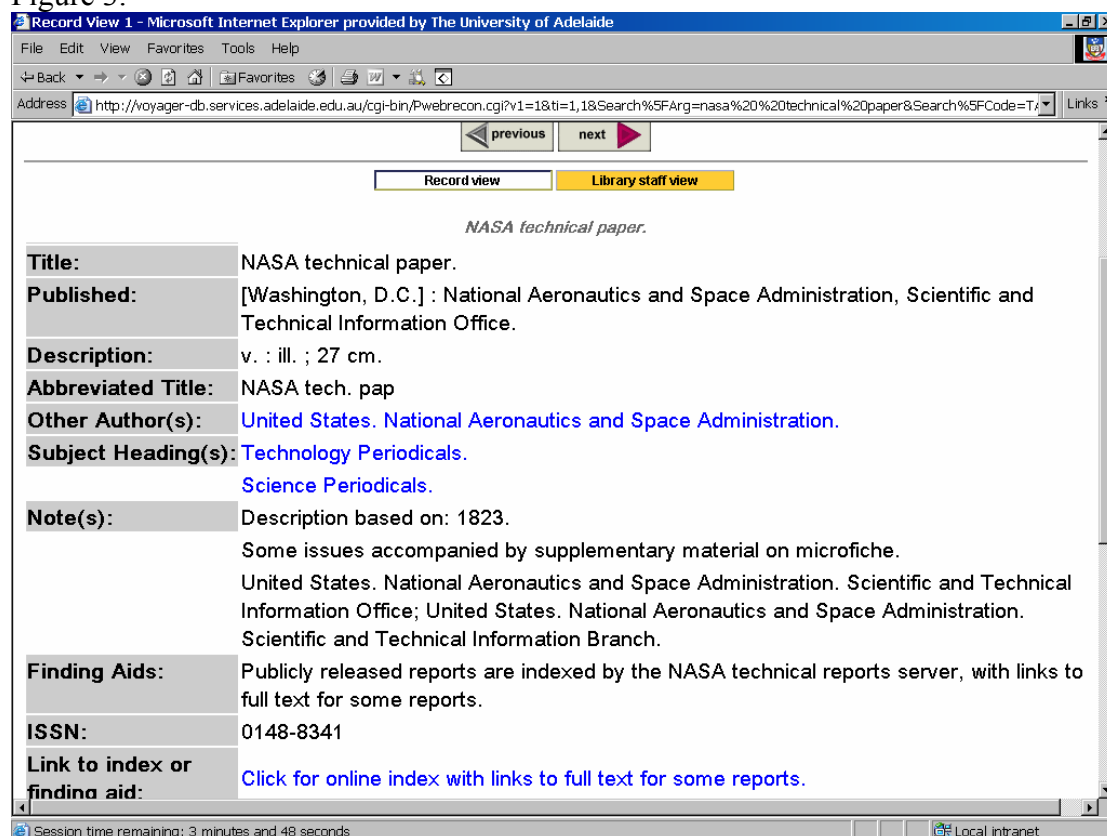 Figure 3.
Record View 1 - Microsoft Internet Explorer provided by The University of Adelaide
File Edit View Favorites Tools Help
Back Favorites
Address http://voyager-db.services.adelaide.edu.au/cgi-bin/Pwebrecon.cgi?v1=1&ti=1,1&Search%5FArg=nasa%20%20technical%20paper&Search%5FCode=TA Links
previous next
Record view Library staff view
NASA technical paper.
Title: NASA technical paper.
Published: [Washington, D.C.] : National Aeronautics and Space Administration, Scientific and
Technical Information Office.
Description: v. : ill. ; 27 cm.
Abbreviated Title: NASA tech. pap
Other Author(s): United States. National Aeronautics and Space Administration.
Subject Heading(s): Technology Periodicals.
Science Periodicals.
Note(s): Description based on: 1823.
Some issues accompanied by supplementary material on microfiche.
United States. National Aeronautics and Space Administration. Scientific and Technical
Information Office; United States. National Aeronautics and Space Administration.
Scientific and Technical Information Branch.
Finding Aids: Publicly released reports are indexed by the NASA technical reports server, with links to
full text for some reports.
ISSN: 0148-8341
Link to index or
finding aid: Click for online index with links to full text for some reports.
Session time remaining: 3 minutes and 48 seconds Local intranet